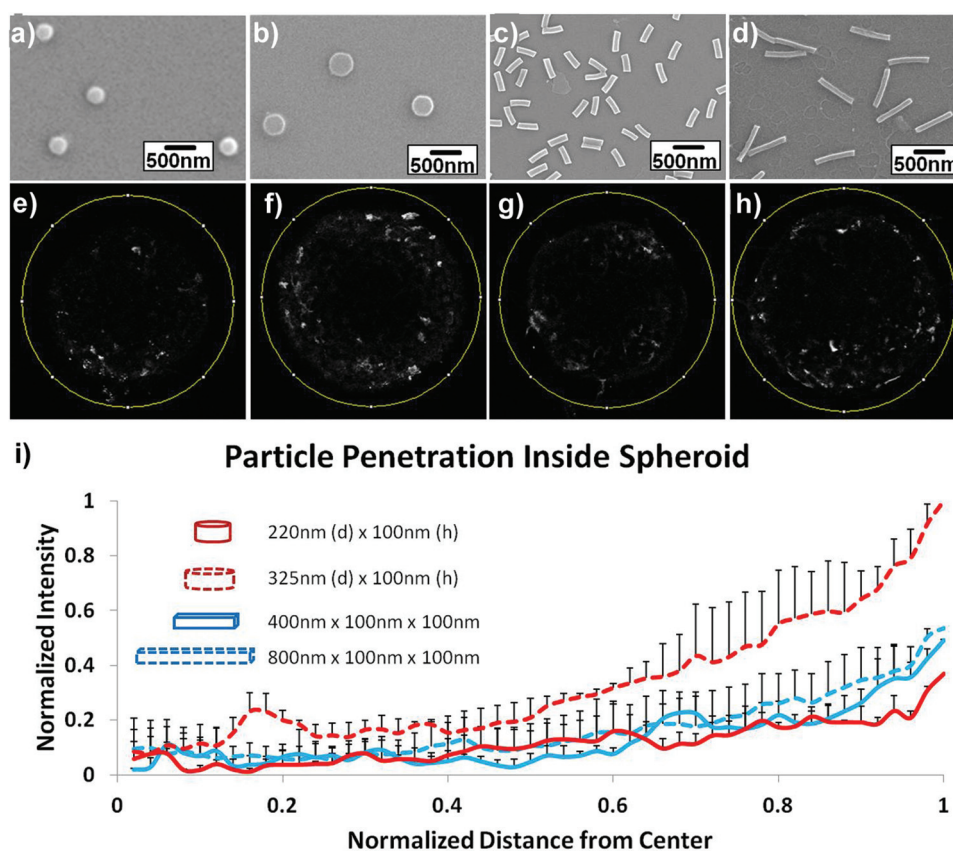 a)
b)
c)
d)
500nm
500nm
500nm
500nm
e)
f)
g)
h)
i)
Particle Penetration Inside Spheroid
Normalized Intensity
1
0.8
0.6
0.4
0.2
0
220nm (d) x 100nm (h)
325nm (d) x 100nm (h)
400nm x 100nm x 100nm
800nm x 100nm x 100nm
0
0.2
0.4
0.6
0.8
1
Normalized Distance from Center